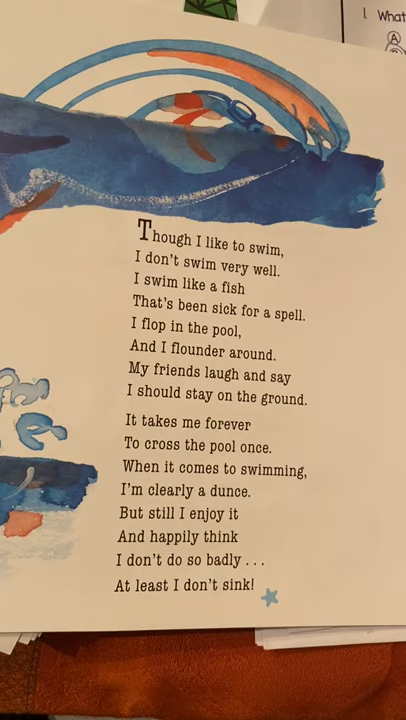 1. What
A
Though I like to swim,
I don't swim very well.
I swim like a fish
That's been sick for a spell.
I flop in the pool,
And I flounder around.
My friends laugh and say
I should stay on the ground.
It takes me forever
To cross the pool once.
When it comes to swimming,
I'm clearly a dunce.
But still I enjoy it
And happily think
I don't do so badly . . .
At least I don't sink!